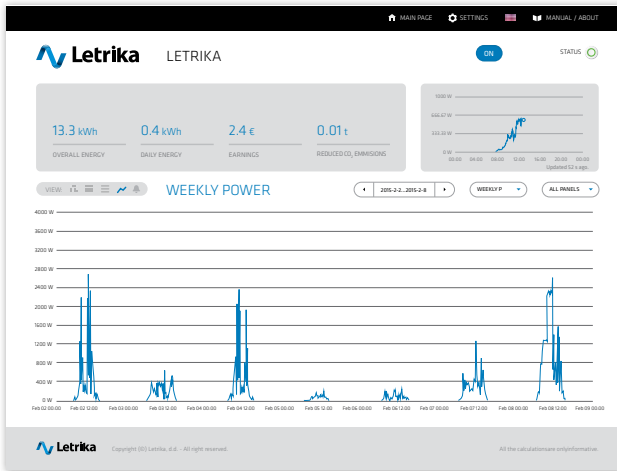 MAIN PAGE SETTINGS MANUAL / ABOUT
Letrika LETRIKA ON STATUS
13.3 kWh 0.4 kWh 2.4 € 0.01 t
OVERALL ENERGY DAILY ENERGY EARNINGS REDUCED CO₂ EMMISIONS
1000 W
666.67 W
333.33 W
0 W
06:00 04:00 08:00 12:00 16:00 20:00 00:00
Updated 52 s ago.
VIEW: WEEKLY POWER 2015-2-2...2015-2-8 WEEKLY P ALL PANELS
4000 W
3600 W
3200 W
2800 W
2400 W
2000 W
1600 W
1200 W
800 W
400 W
0 W
Feb 02 00:00 Feb 02 12:00 Feb 03 00:00 Feb 03 12:00 Feb 04 00:00 Feb 04 12:00 Feb 05 00:00 Feb 05 12:00 Feb 06 00:00 Feb 06 12:00 Feb 07 00:00 Feb 07 12:00 Feb 08 00:00 Feb 08 12:00 Feb 09 00:00
Letrika Copyright (©) Letrika, d.d. - All right reserved. All the calculationsare onlyinformative.